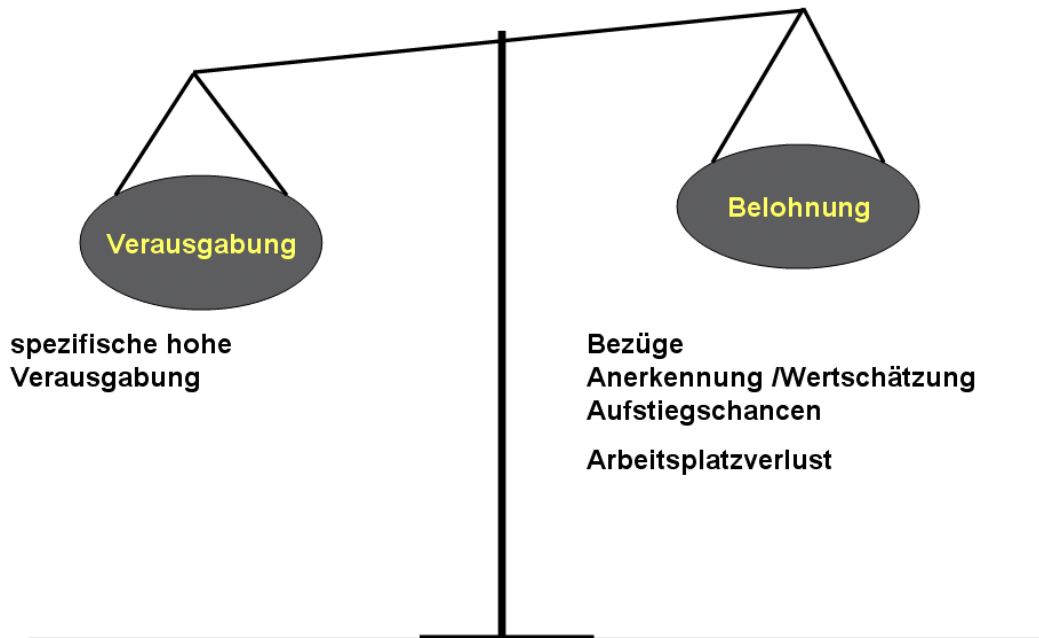 Verausgabung
Belohnung
spezifische hohe
Verausgabung
Bezüge
Anerkennung /Wertschätzung
Aufstiegschancen
Arbeitsplatzverlust